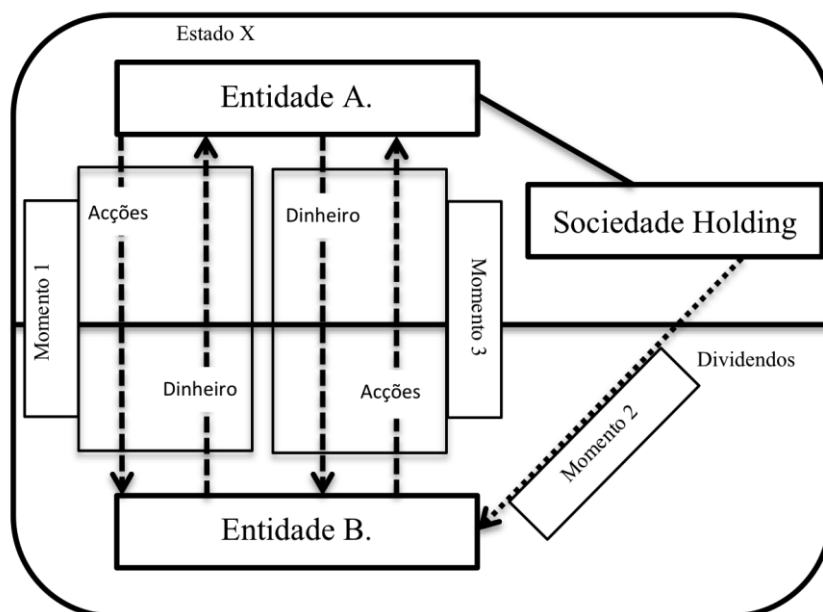 Estado X
Entidade A.
Acções
Dinheiro
Sociedade Holding
Momento 1
Momento 3
Dividendos
Dinheiro
Acções
Momento 2
Entidade B.